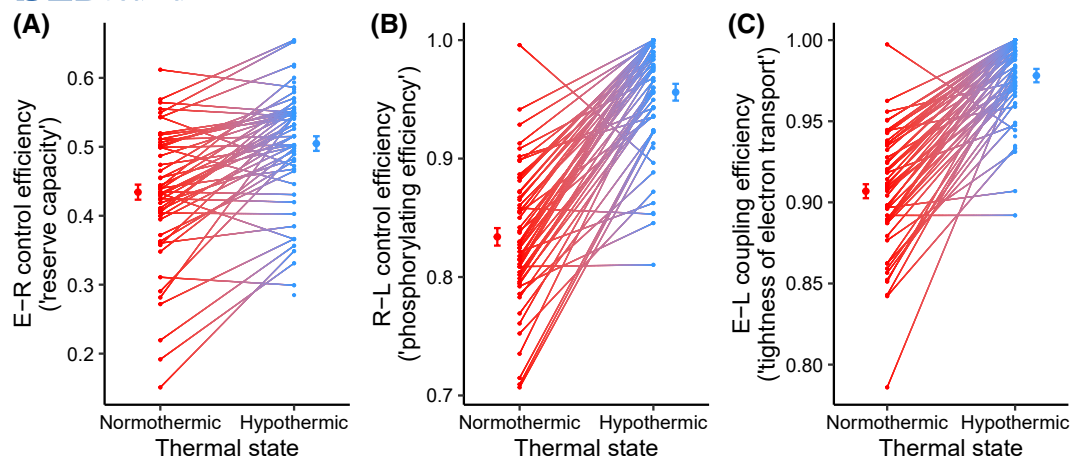 (A)
E−R control efficiency
('reserve capacity')
0.6
0.5
0.4
0.3
0.2
Normothermic Hypothermic
Thermal state
(B)
R−L control efficiency
('phosphorylating efficiency')
1.0
0.9
0.8
0.7
Normothermic Hypothermic
Thermal state
(C)
E−L coupling efficiency
('tightness of electron transport')
1.00
0.95
0.90
0.85
0.80
Normothermic Hypothermic
Thermal state